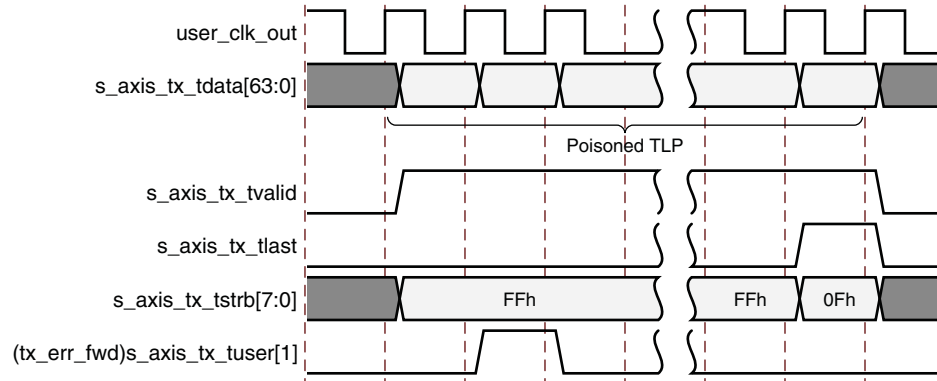 user_clk_out
s_axis_tx_tdata[63:0]
Poisoned TLP
s_axis_tx_tvalid
s_axis_tx_tlast
s_axis_tx_tstrb[7:0] FFh FFh 0Fh
(tx_err_fwd)s_axis_tx_tuser[1]